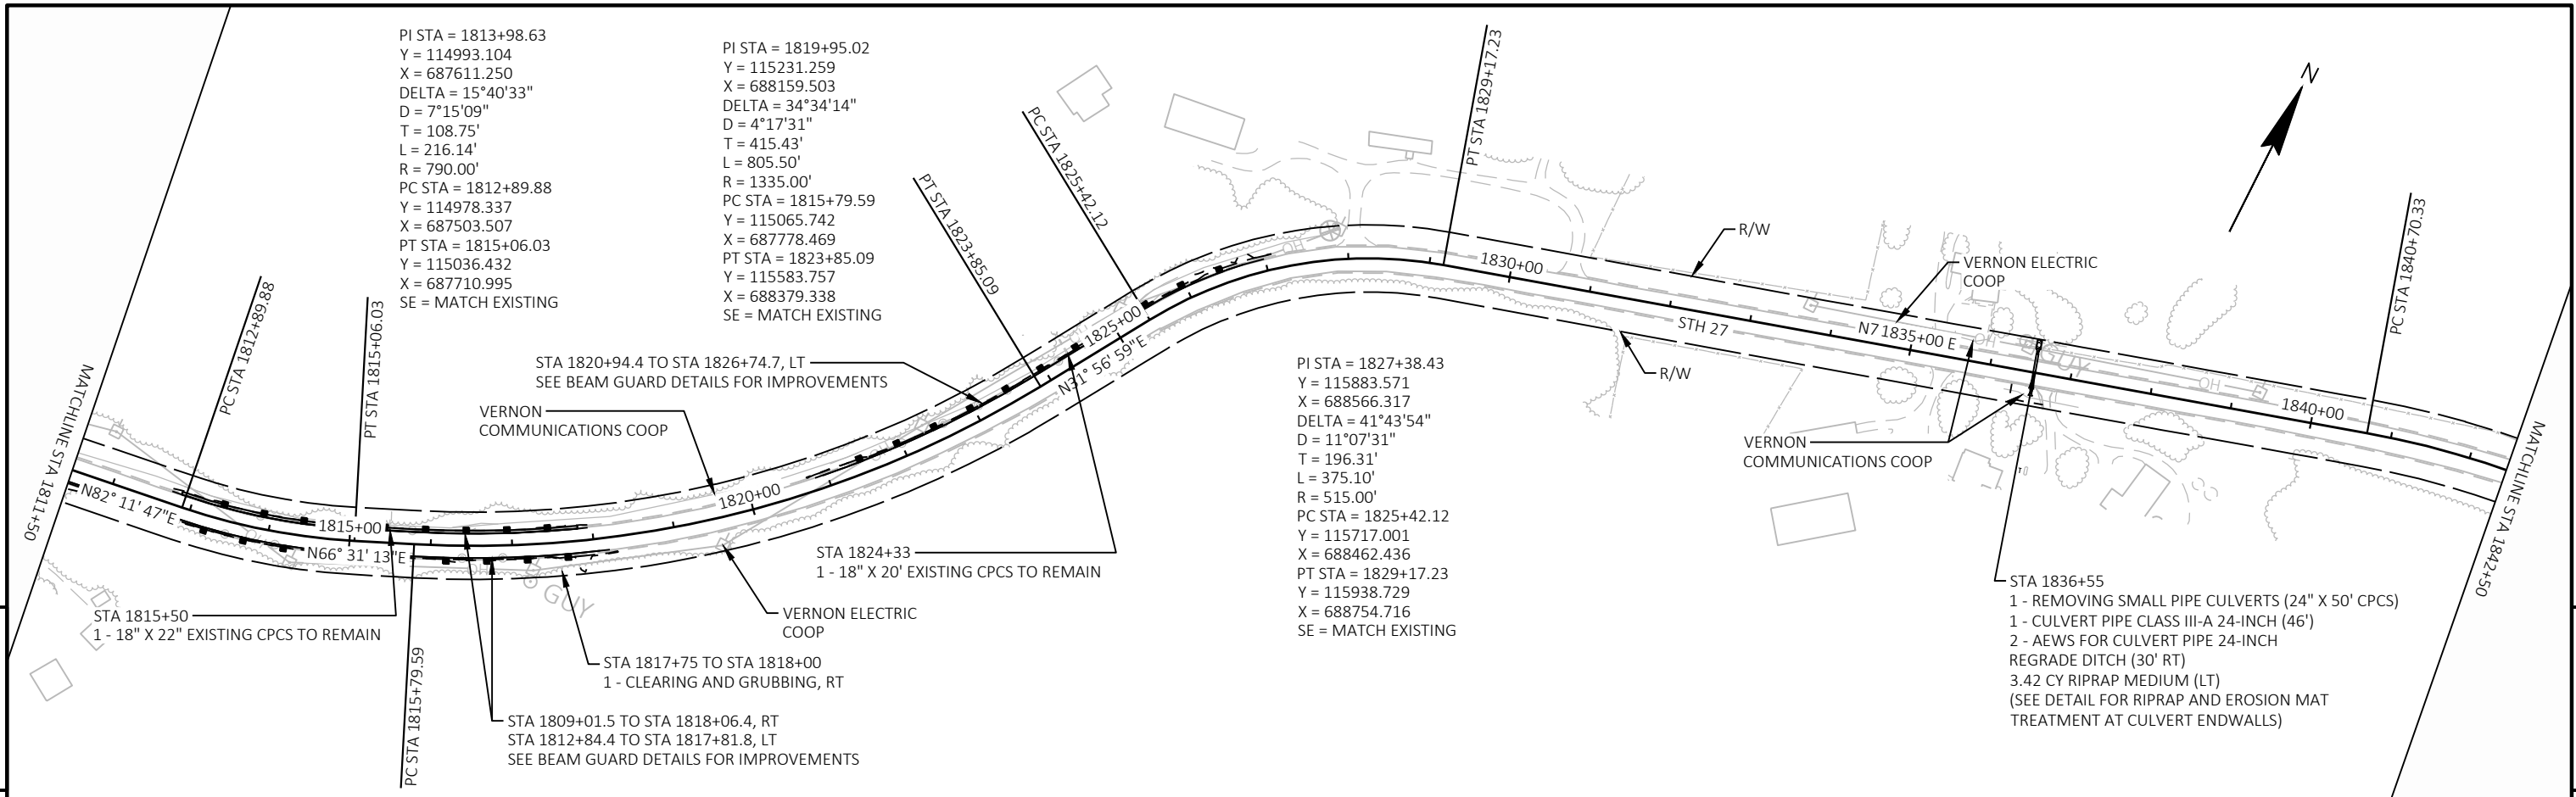 PI STA = 1813+98.63
Y = 114993.104
X = 687611.250
DELTA = 15°40'33"
D = 7°15'09"
T = 108.75'
L = 216.14'
R = 790.00'
PC STA = 1812+89.88
Y = 114978.337
X = 687503.507
PT STA = 1815+06.03
Y = 115036.432
X = 687710.995
SE = MATCH EXISTING
PI STA = 1819+95.02
Y = 115231.259
X = 688159.503
DELTA = 34°34'14"
D = 4°17'31"
T = 415.43'
L = 805.50'
R = 1335.00'
PC STA = 1815+79.59
Y = 115065.742
X = 687778.469
PT STA = 1823+85.09
Y = 115583.757
X = 688379.338
SE = MATCH EXISTING
PT STA 1829+17.23
N
PC STA 1825+42.12
PT STA 1823+85.09
PC STA 1840+70.33
R/W
1830+00
VERNON ELECTRIC
COOP
PC STA 1812+89.88
PT STA 1815+06.03
OH
1825+00
STH 27
N7 1835+00 E
OH
GUY
STA 1820+94.4 TO STA 1826+74.7, LT
SEE BEAM GUARD DETAILS FOR IMPROVEMENTS
N31° 56' 59"E
R/W
OH
1840+00
MATCHLINE STA 1811+50
VERNON
COMMUNICATIONS COOP
PI STA = 1827+38.43
Y = 115883.571
X = 688566.317
DELTA = 41°43'54"
D = 11°07'31"
T = 196.31'
L = 375.10'
R = 515.00'
PC STA = 1825+42.12
Y = 115717.001
X = 688462.436
PT STA = 1829+17.23
Y = 115938.729
X = 688754.716
SE = MATCH EXISTING
VERNON
COMMUNICATIONS COOP
MATCHLINE STA 1842+50
N82° 11' 47"E
1815+00
1820+00
N66° 31' 13"E
GUY
STA 1824+33
1 - 18" X 20' EXISTING CPCS TO REMAIN
STA 1815+50
1 - 18" X 22" EXISTING CPCS TO REMAIN
VERNON ELECTRIC
COOP
PC STA 1815+79.59
STA 1817+75 TO STA 1818+00
1 - CLEARING AND GRUBBING, RT
STA 1809+01.5 TO STA 1818+06.4, RT
STA 1812+84.4 TO STA 1817+81.8, LT
SEE BEAM GUARD DETAILS FOR IMPROVEMENTS
STA 1836+55
1 - REMOVING SMALL PIPE CULVERTS (24" X 50' CPCS)
1 - CULVERT PIPE CLASS III-A 24-INCH (46')
2 - AEWS FOR CULVERT PIPE 24-INCH
REGRADE DITCH (30' RT)
3.42 CY RIPRAP MEDIUM (LT)
(SEE DETAIL FOR RIPRAP AND EROSION MAT
TREATMENT AT CULVERT ENDWALLS)